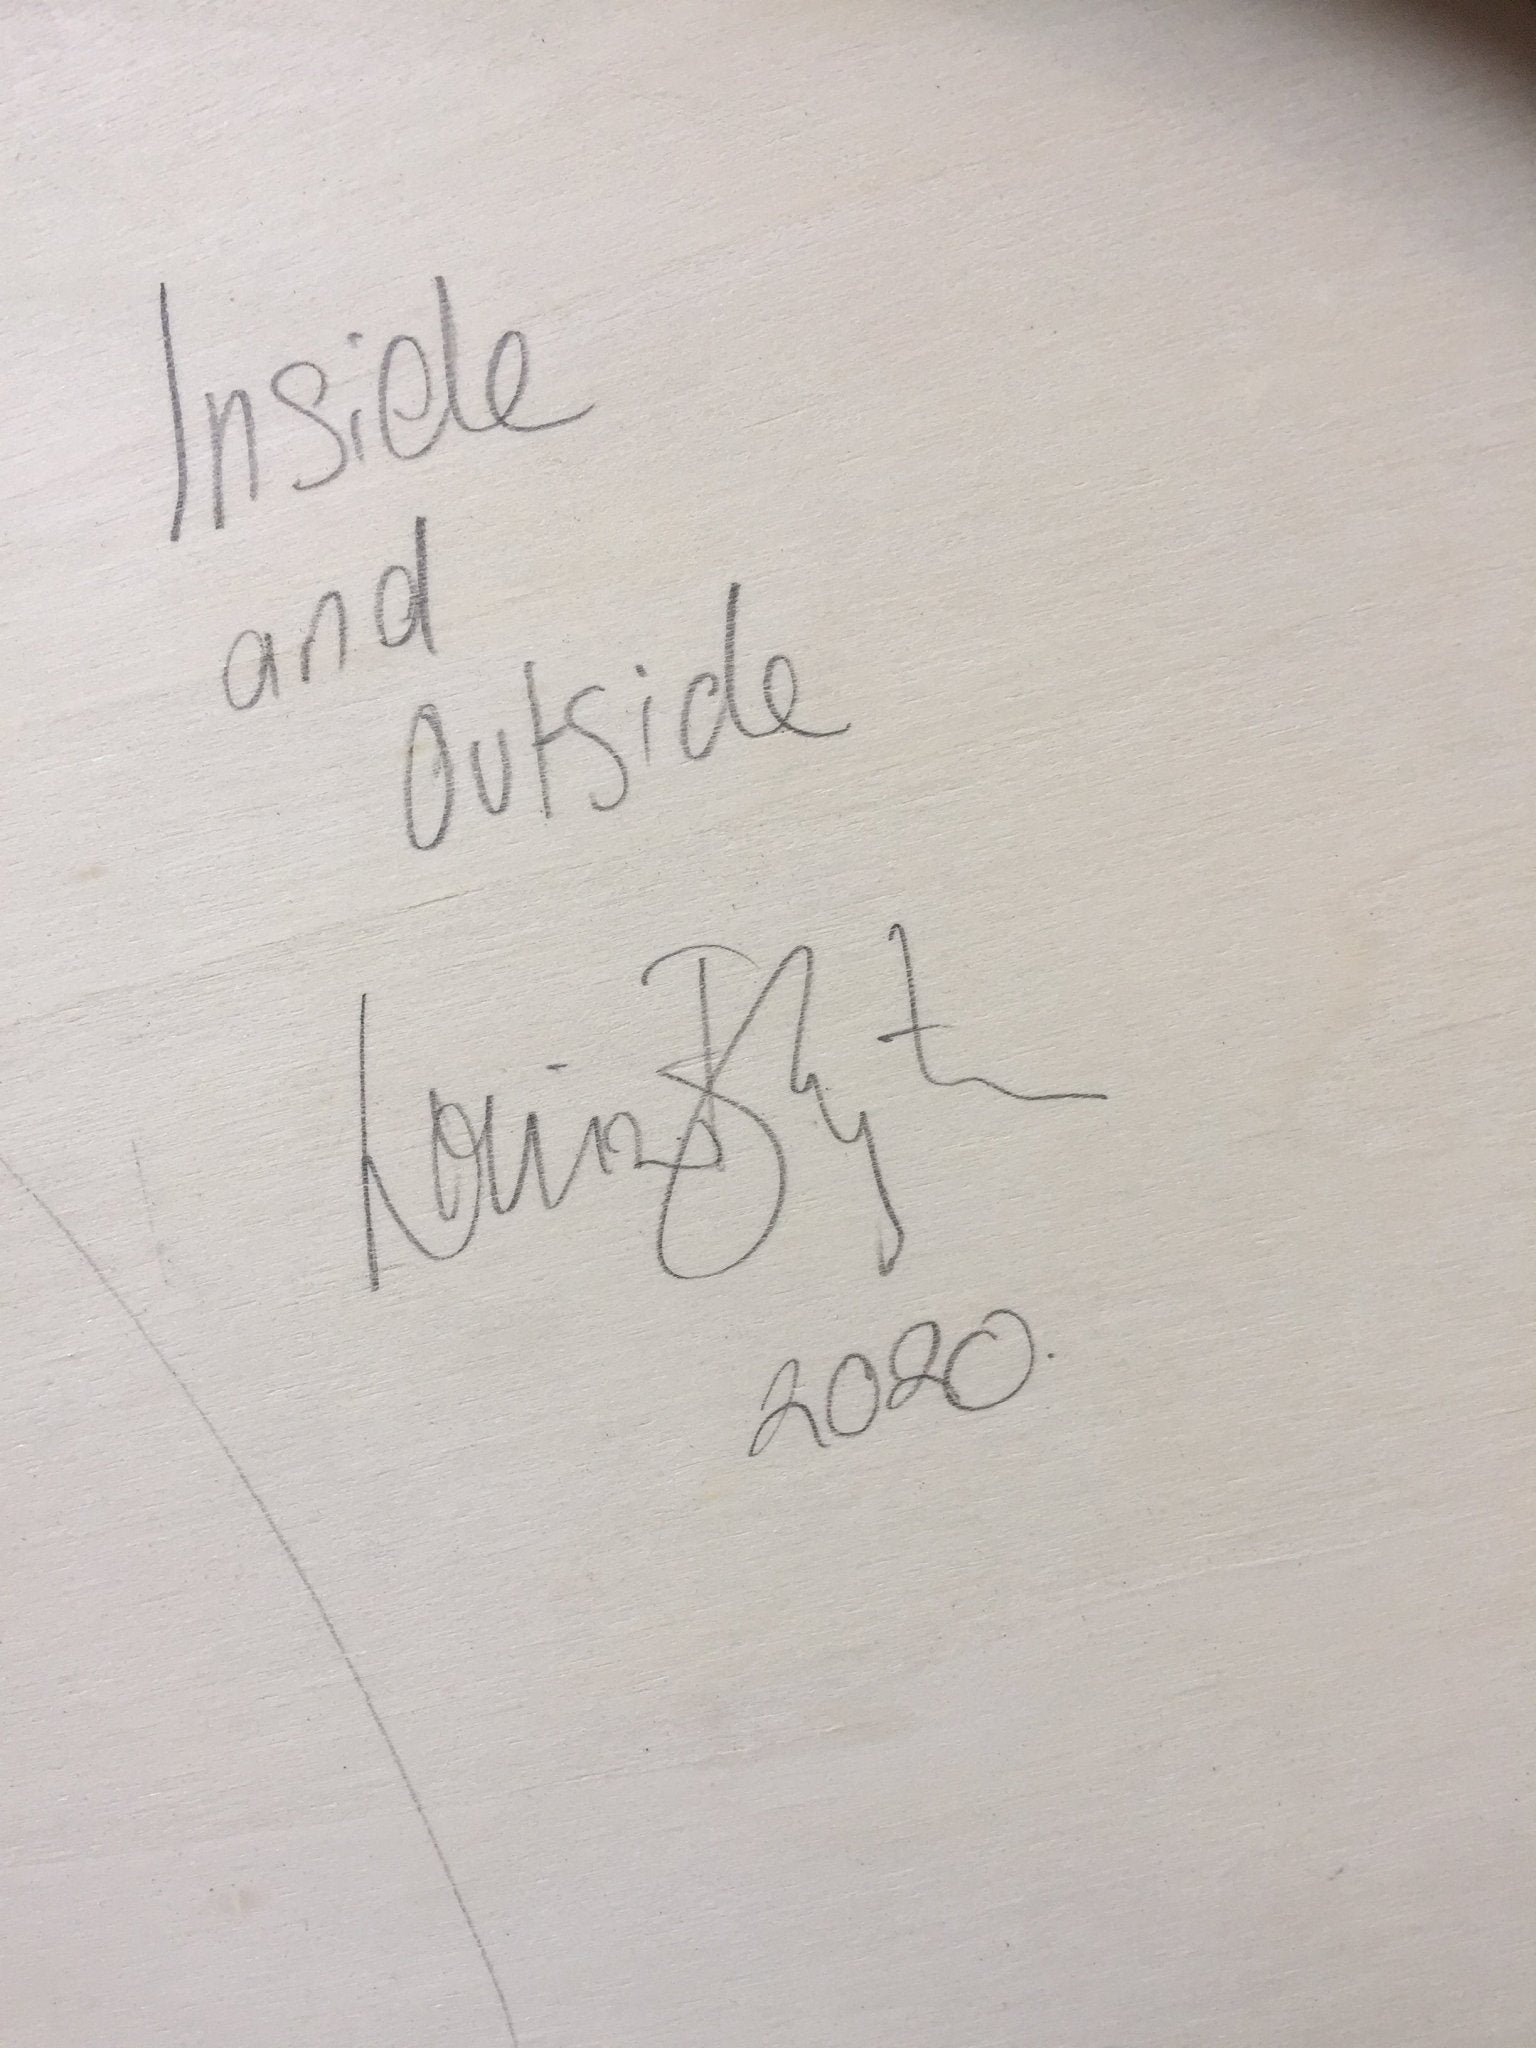 Inside
and
Outside
2020.